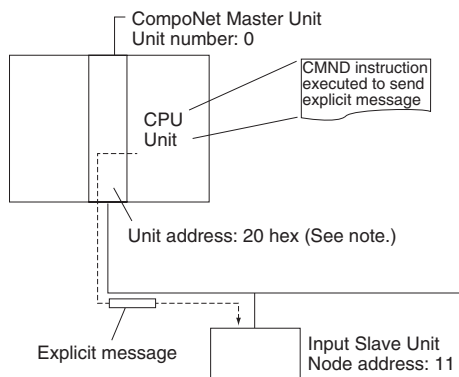 CompoNet Master Unit
Unit number: 0
CMND instruction
executed to send
explicit message
CPU
Unit
Unit address: 20 hex (See note.)
Explicit message
Input Slave Unit
Node address: 11